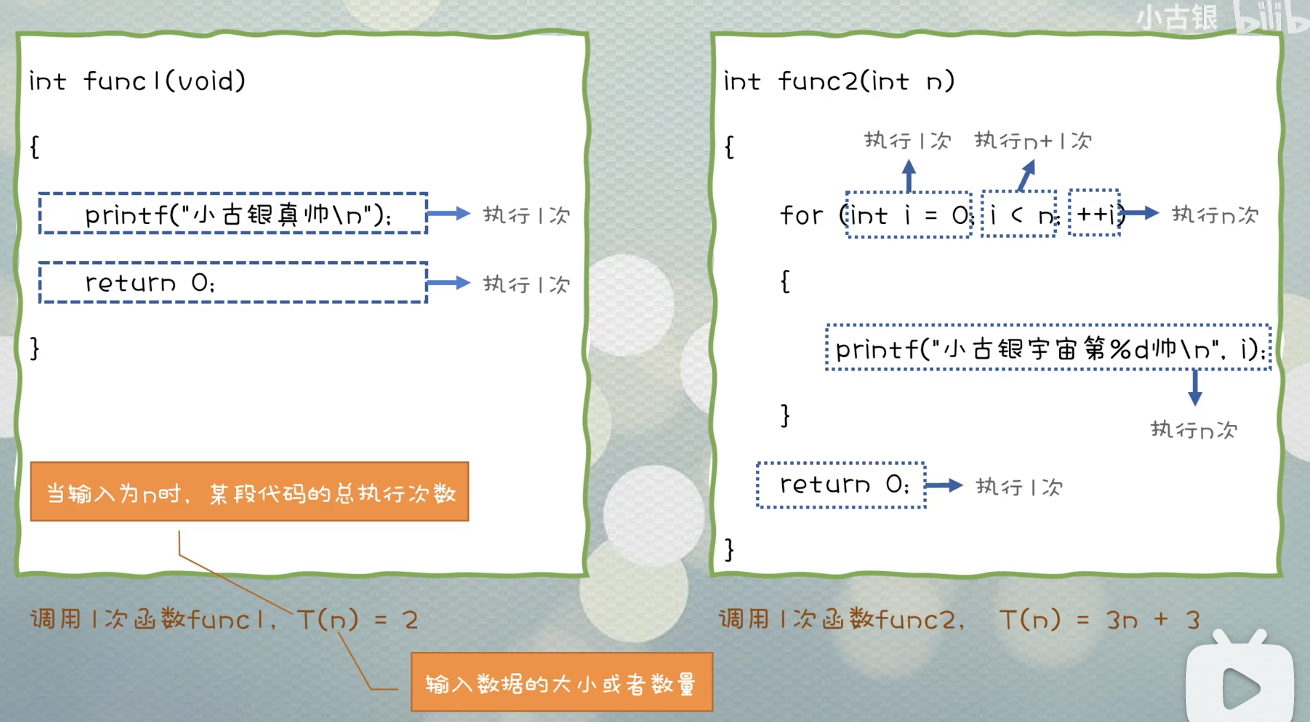 小古银 bilib
int func1(void)
{
printf("小古银真帅\n");
执行1次
return 0;
执行1次
}
当输入为n时，某段代码的总执行次数
调用1次函数func1，T(n) = 2
输入数据的大小或者数量
int func2(int n)
{
执行1次 执行n+1次
for (int i = 0; i < n; ++i)
执行n次
{
printf("小古银宇宙第%d帅\n", i);
}
执行n次
return 0;
执行1次
}
调用1次函数func2， T(n) = 3n + 3